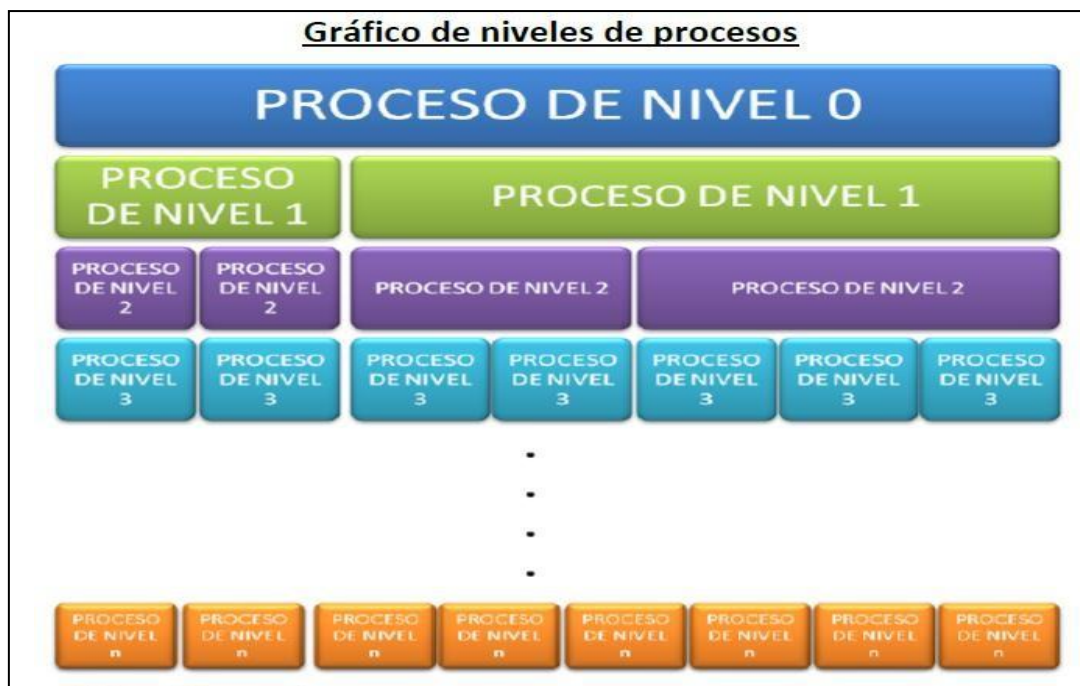 Gráfico de niveles de procesos
PROCESO DE NIVEL 0
PROCESO
DE NIVEL 1
PROCESO DE NIVEL 1
PROCESO
DE NIVEL
2
PROCESO
DE NIVEL
2
PROCESO DE NIVEL 2
PROCESO DE NIVEL 2
PROCESO
DE NIVEL
3
PROCESO
DE NIVEL
3
PROCESO
DE NIVEL
3
PROCESO
DE NIVEL
3
PROCESO
DE NIVEL
3
PROCESO
DE NIVEL
3
PROCESO
DE NIVEL
3
PROCESO
DE NIVEL
n
PROCESO
DE NIVEL
n
PROCESO
DE NIVEL
n
PROCESO
DE NIVEL
n
PROCESO
DE NIVEL
n
PROCESO
DE NIVEL
n
PROCESO
DE NIVEL
n
PROCESO
DE NIVEL
n